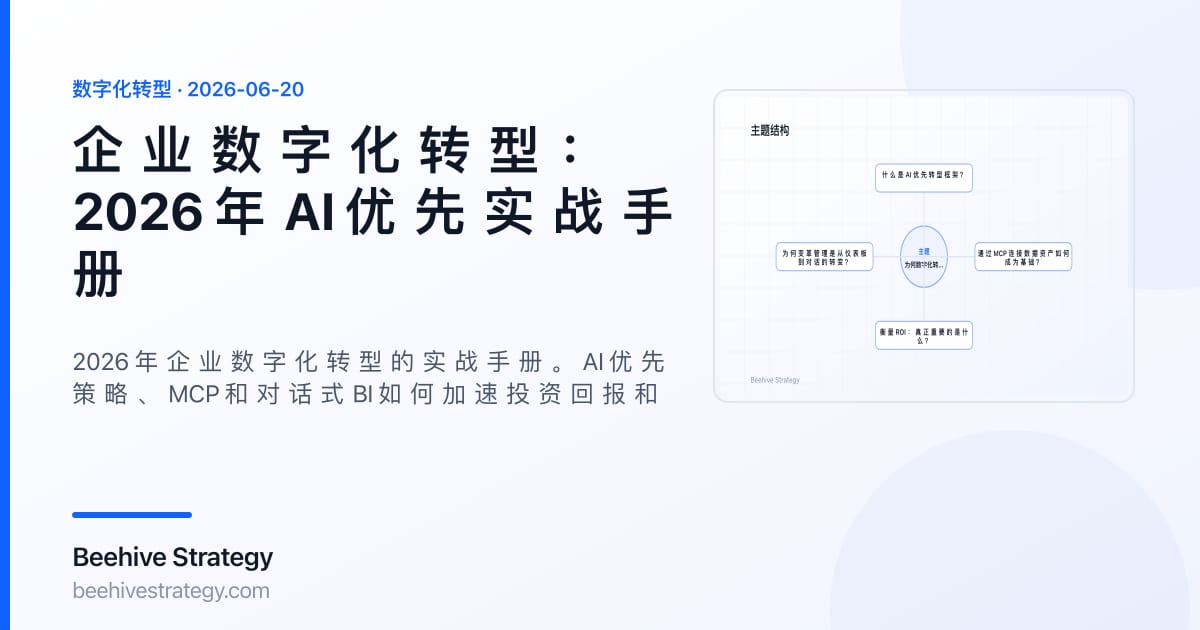 数字化转型 · 2026-06-20
企业数字化转型：
2026年 AI优先实战手
册
2026年企业数字化转型的实战手册。AI优先
策略、MCP和对话式BI如何加速投资回报和
Beehive Strategy
beehivestrategy.com
主题结构
什么是AI优先转型框架？
为何变革管理是从仪表板
到对话的转变？
主题
为何数字化转...
通过MCP连接数据资产如何
成为基础？
衡量ROI：真正重要的是什
么？
Beehive Strategy